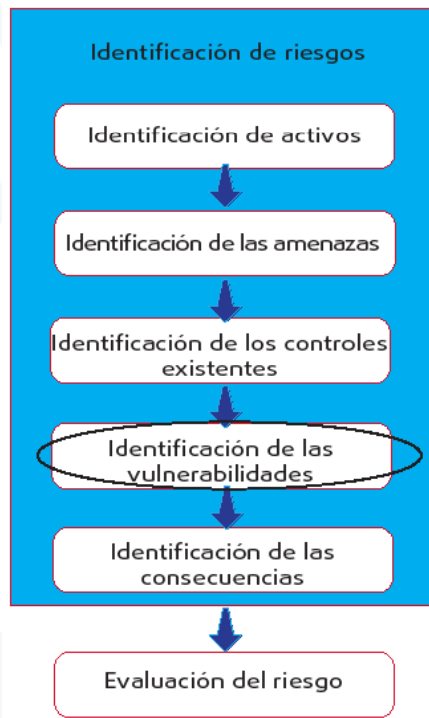 Identificación de riesgos
Identificación de activos
Identificación de las amenazas
Identificación de los controles
existentes
Identificación de las
vulnerabilidades
Identificación de las
consecuencias
Evaluación del riesgo